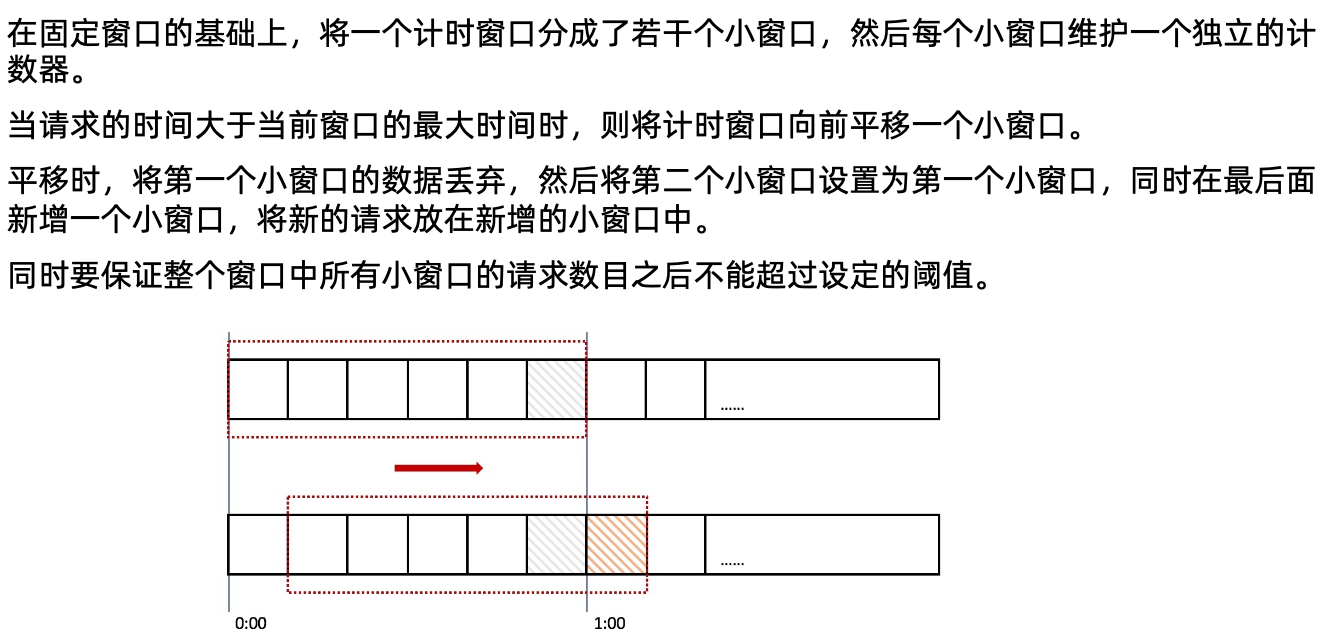 在固定窗口的基础上，将一个计时窗口分成了若干个小窗口，然后每个小窗口维护一个独立的计
数器。
当请求的时间大于当前窗口的最大时间时，则将计时窗口向前平移一个小窗口。
平移时，将第一个小窗口的数据丢弃，然后将第二个小窗口设置为第一个小窗口，同时在最后面
新增一个小窗口，将新的请求放在新增的小窗口中。
同时要保证整个窗口中所有小窗口的请求数目之后不能超过设定的阈值。
......
......
0:00
1:00